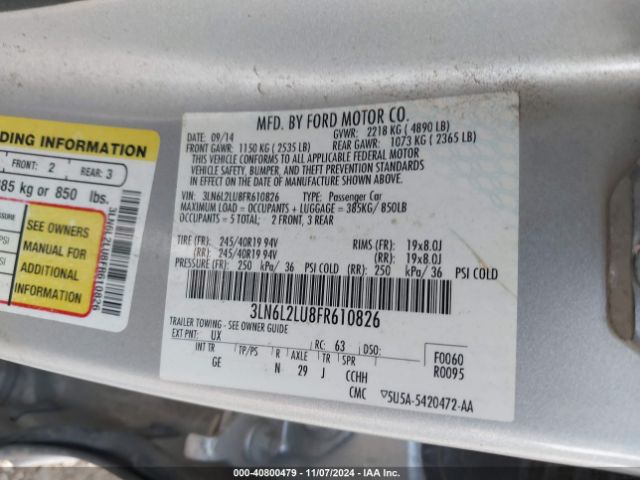 DING INFORMATION
FRONT: 2 REAR: 3
385 kg or 850 lbs.
SEE OWNERS
MANUAL FOR
ADDITIONAL
INFORMATION
PSI
PSI
3LN6L2LU8FR610826
MFD. BY FORD MOTOR CO.
09/14 GVWR: 2218 KG ( 4890 LB)
FRONT GAWR: 1150 KG ( 2535 LB) REAR GAWR: 1073 KG ( 2365 LB)
THIS VEHICLE CONFORMS TO ALL APPLICABLE FEDERAL MOTOR
VEHICLE SAFETY, BUMPER, AND THEFT PREVENTION STANDARDS
IN EFFECT ON THE DATE OF MANUFACTURE SHOWN ABOVE.
VIN: 3LN6L2LU8FR610826 TYPE: Passenger Car
MAXIMUM LOAD = OCCUPANTS + LUGGAGE = 385KG/ 850LB
OCCUPANTS = 5 TOTAL: 2 FRONT, 3 REAR
TIRE (FR): 245/40R19 94V RIMS (FR): 19x8.0J
(RR): 245/40R19 94V (RR): 19x8.0J
PRESSURE (FR): 250 kPa/ 36 PSI COLD (RR): 250 kPa/ 36 PSI COLD
3LN6L2LU8FR610826
TRAILER TOWING - SEE OWNER GUIDE
EXT PNT: UX RC: 63 DSO:
INT TR TP/PS R AXLE TR SPR
GE N 29 J CCHH
CMC
F0060
R0095
▽5U5A-5420472-AA
000-40800479 - 11/07/2024 - IAA Inc.